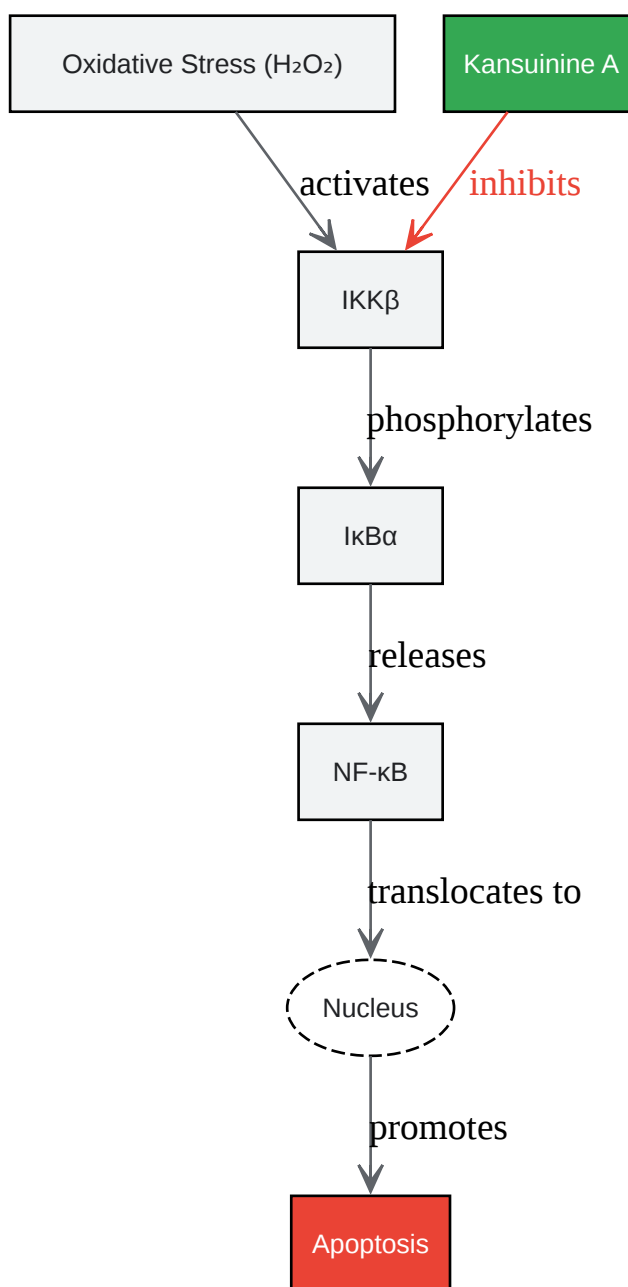 Oxidative Stress (H₂O₂)
Kansuinine A
activates
inhibits
IKKβ
phosphorylates
IκBα
releases
NF-κB
translocates to
Nucleus
promotes
Apoptosis